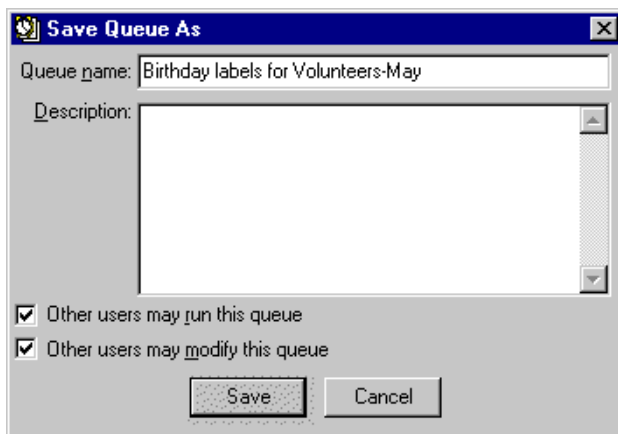 Save Queue As
Queue name: Birthday labels for Volunteers-May
Description:
Other users may run this queue
Other users may modify this queue
Save Cancel